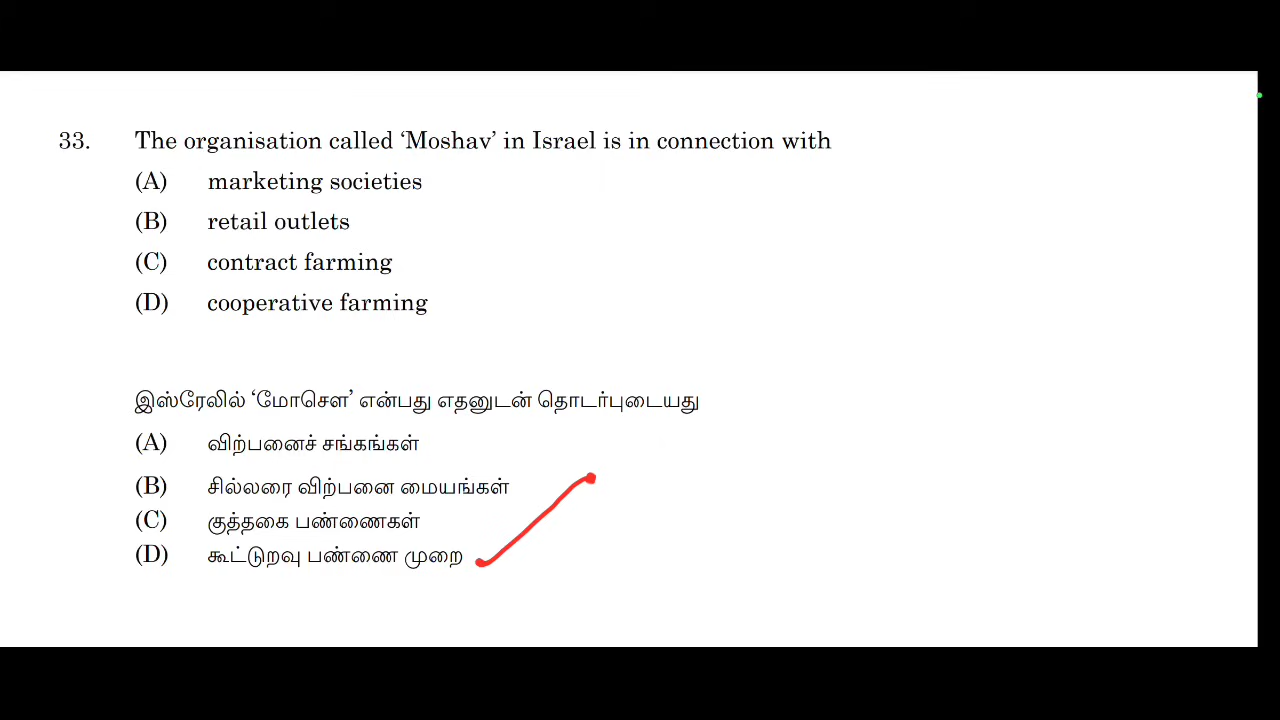 33. The organisation called ‘Moshav’ in Israel is in connection with
(A) marketing societies
(B) retail outlets
(C) contract farming
(D) cooperative farming
இஸ்ரேலில் ‘மோசௌ’ என்பது எதனுடன் தொடர்புடையது
(A) விற்பனைச் சங்கங்கள்
(B) சில்லரை விற்பனை மையங்கள்
(C) குத்தகை பண்ணைகள்
(D) கூட்டுறவு பண்ணை முறை